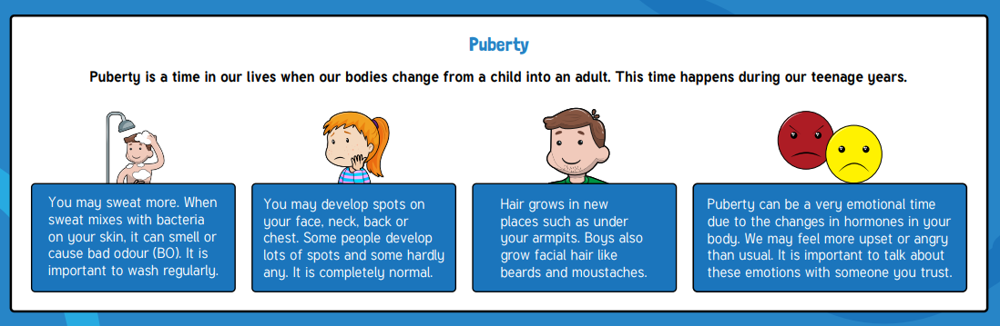 Puberty
Puberty is a time in our lives when our bodies change from a child into an adult. This time happens during our teenage years.
You may sweat more. When
sweat mixes with bacteria
on your skin, it can smell or
cause bad odour (BO). It is
important to wash regularly.
You may develop spots on
your face, neck, back or
chest. Some people develop
lots of spots and some hardly
any. It is completely normal.
Hair grows in new
places such as under
your armpits. Boys also
grow facial hair like
beards and moustaches.
Puberty can be a very emotional time
due to the changes in hormones in your
body. We may feel more upset or angry
than usual. It is important to talk about
these emotions with someone you trust.